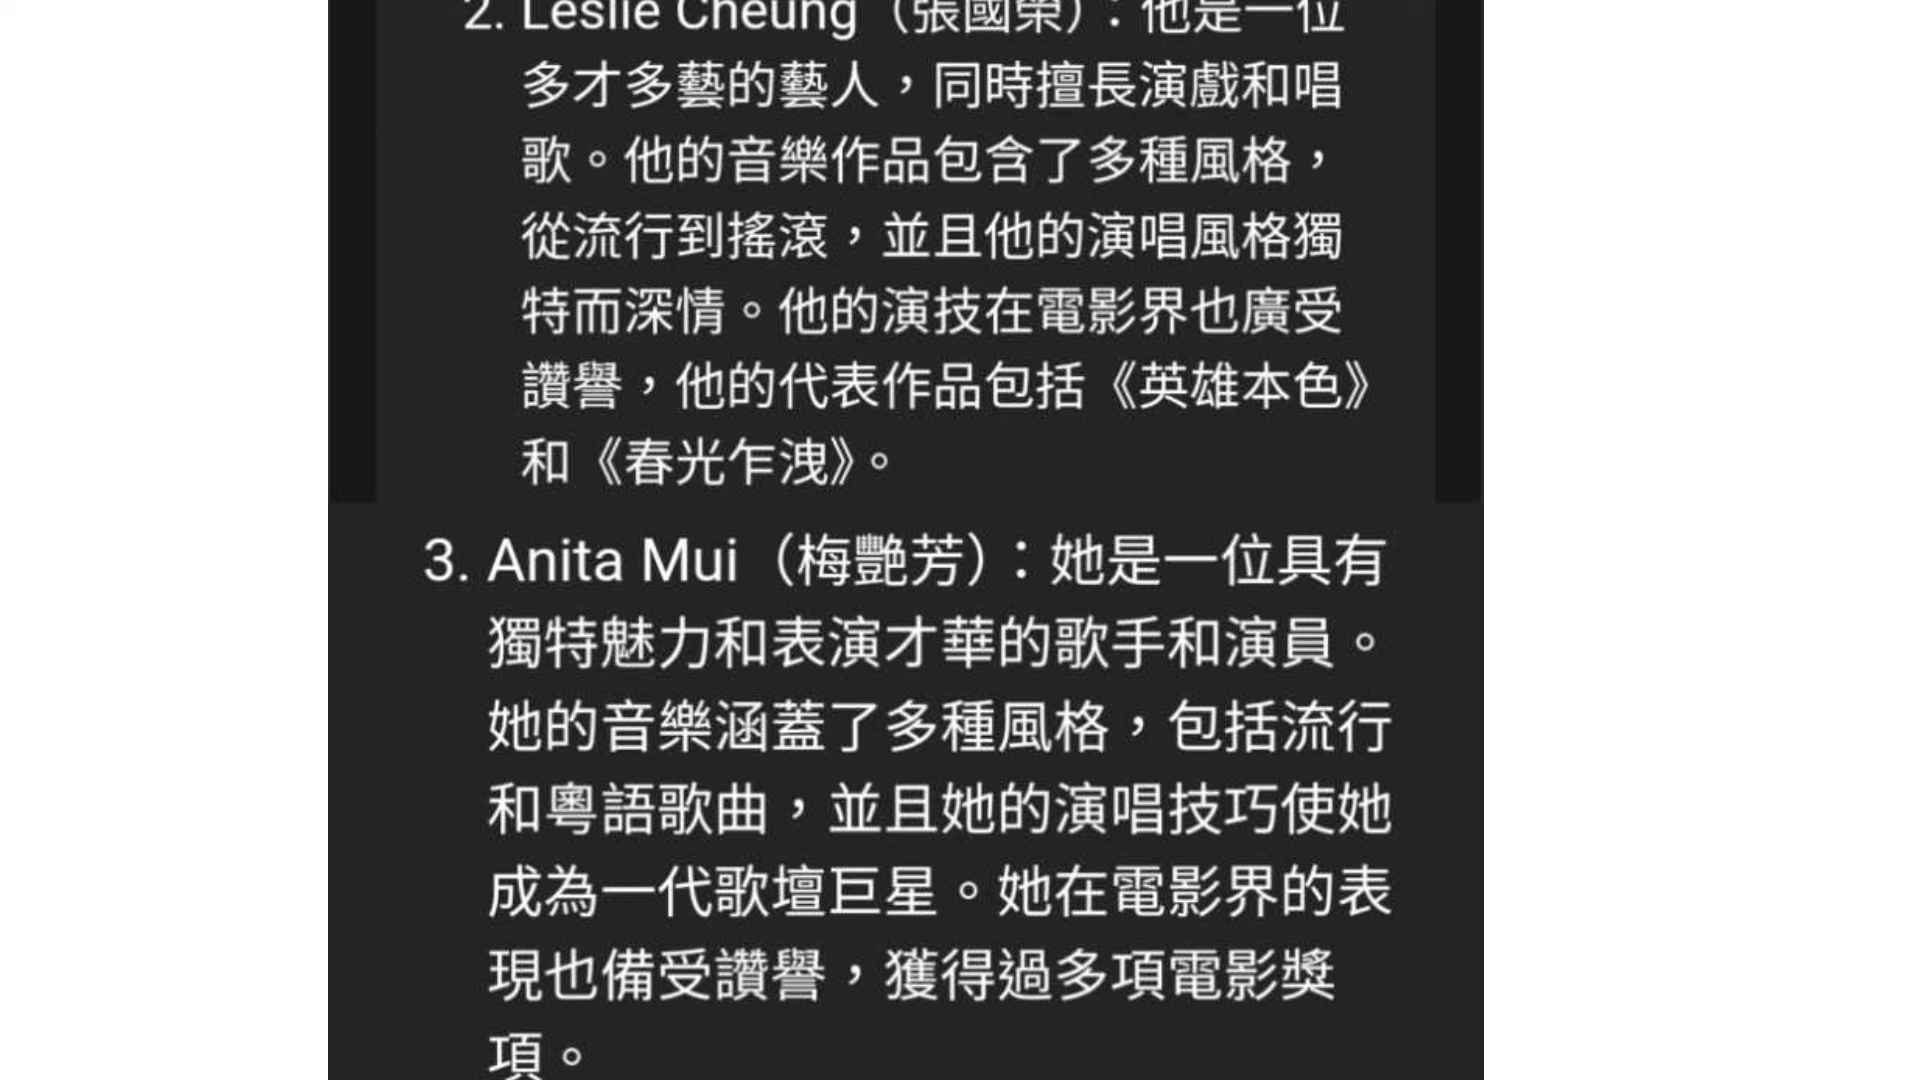 2. Leslie Cheung（張國榮）：他是一位
多才多藝的藝人，同時擅長演戲和唱
歌。他的音樂作品包含了多種風格，
從流行到搖滾，並且他的演唱風格獨
特而深情。他的演技在電影界也廣受
讚譽，他的代表作品包括《英雄本色》
和《春光乍洩》。
3. Anita Mui（梅艷芳）：她是一位具有
獨特魅力和表演才華的歌手和演員。
她的音樂涵蓋了多種風格，包括流行
和粵語歌曲，並且她的演唱技巧使她
成為一代歌壇巨星。她在電影界的表
現也備受讚譽，獲得過多項電影獎
項。